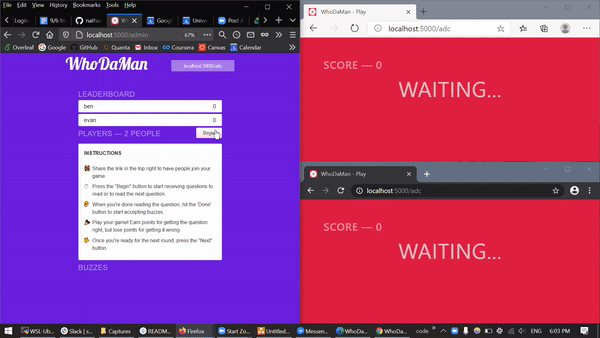 File Edit View History Bookmarks Tools Help
Login
localhost:5000/admin
67%
Overleaf GitHub Quanta Inbox Coursera Canvas Calendar
WhoDaMan
localhost:5000/adc
LEADERBOARD
ben 0
evan 0
PLAYERS — 2 PEOPLE
Begin
INSTRUCTIONS
Share the link in the top right to have people join your
game.
Press the "Begin" button to start receiving questions to
read or to read the next question.
When you're done reading the question, hit the 'Done'
button to start accepting buzzes.
Play your game! Earn points for getting the question
right, but lose points for getting it wrong.
Once you're ready for the next round, press the "Next"
button.
BUZZES
WhoDaMan - Play
localhost:5000/adc
SCORE — 0
WAITING...
WhoDaMan - Play
localhost:5000/adc
SCORE — 0
WAITING...
WSL-Ub... Slack | s... Captures README... Firefox Start Zo... Untitled... Messen... WhoDa... WhoDa... code
ENG 6:03 PM